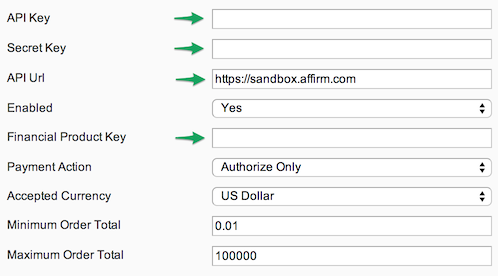 API Key
Secret Key
API Url https://sandbox.affirm.com
Enabled Yes
Financial Product Key
Payment Action Authorize Only
Accepted Currency US Dollar
Minimum Order Total 0.01
Maximum Order Total 100000